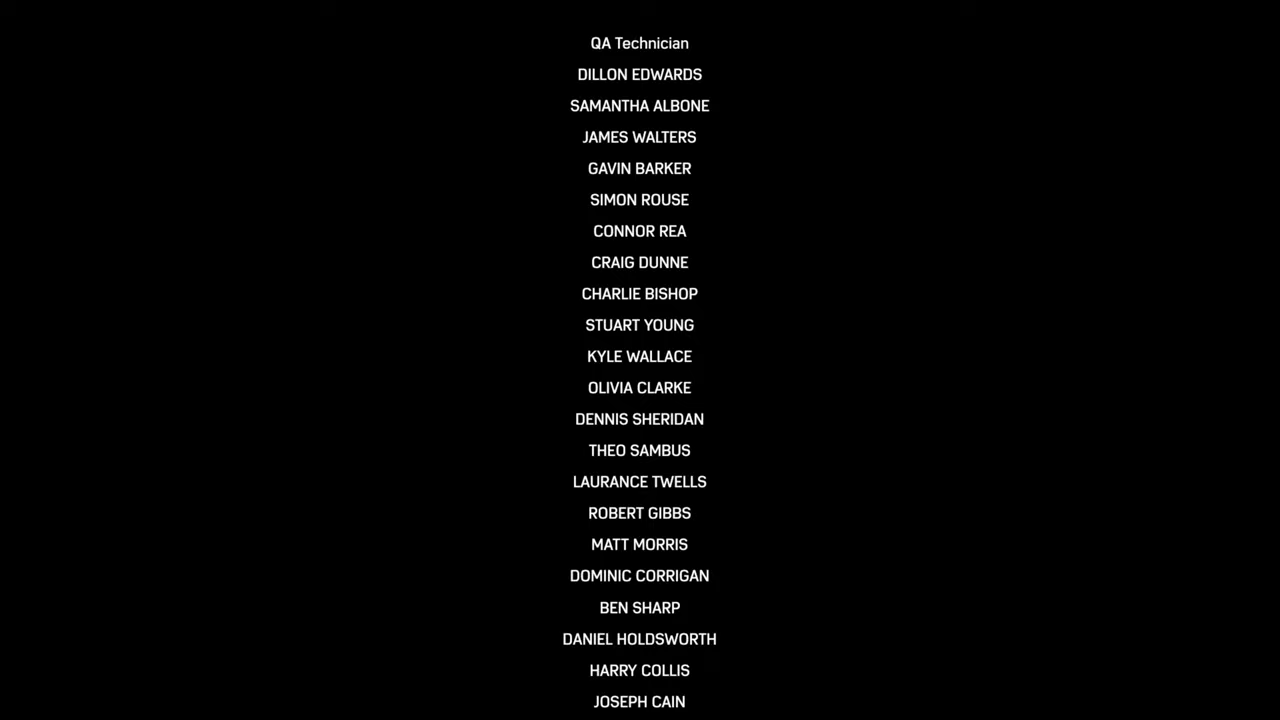 QA Technician
DILLON EDWARDS
SAMANTHA ALBONE
JAMES WALTERS
GAVIN BARKER
SIMON ROUSE
CONNOR REA
CRAIG DUNNE
CHARLIE BISHOP
STUART YOUNG
KYLE WALLACE
OLIVIA CLARKE
DENNIS SHERIDAN
THEO SAMBUS
LAURANCE TWELLS
ROBERT GIBBS
MATT MORRIS
DOMINIC CORRIGAN
BEN SHARP
DANIEL HOLDSWORTH
HARRY COLLIS
JOSEPH CAIN